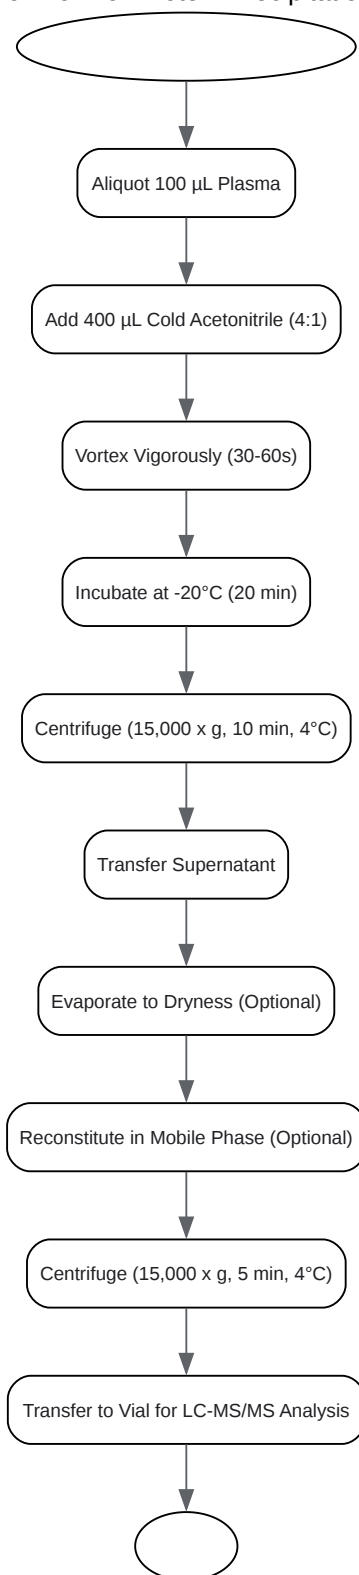 Aliquot 100 µL Plasma
Add 400 µL Cold Acetonitrile (4:1)
Vortex Vigorously (30-60s)
Incubate at -20°C (20 min)
Centrifuge (15,000 x g, 10 min, 4°C)
Transfer Supernatant
Evaporate to Dryness (Optional)
Reconstitute in Mobile Phase (Optional)
Centrifuge (15,000 x g, 5 min, 4°C)
Transfer to Vial for LC-MS/MS Analysis